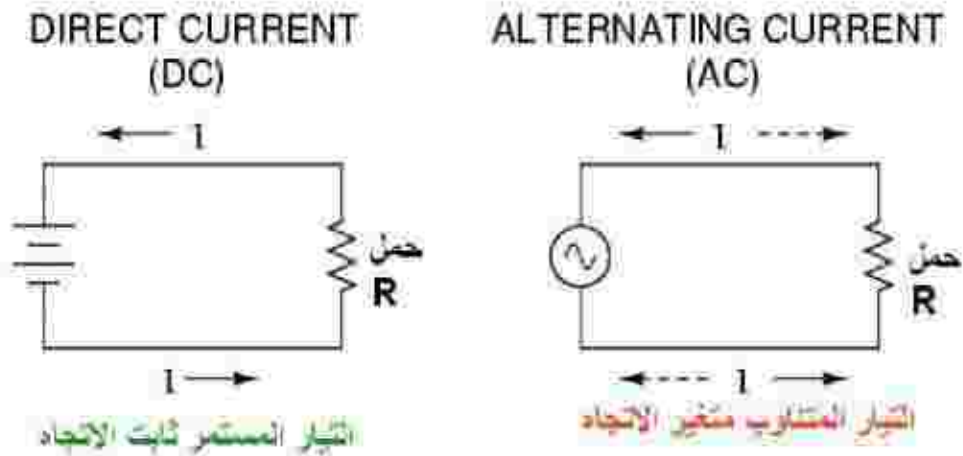 DIRECT CURRENT
(DC)
I
حمل
R
I
التيار المستمر ثابت الاتجاه
ALTERNATING CURRENT
(AC)
I
حمل
R
I
التيار المتناوب متغير الاتجاه